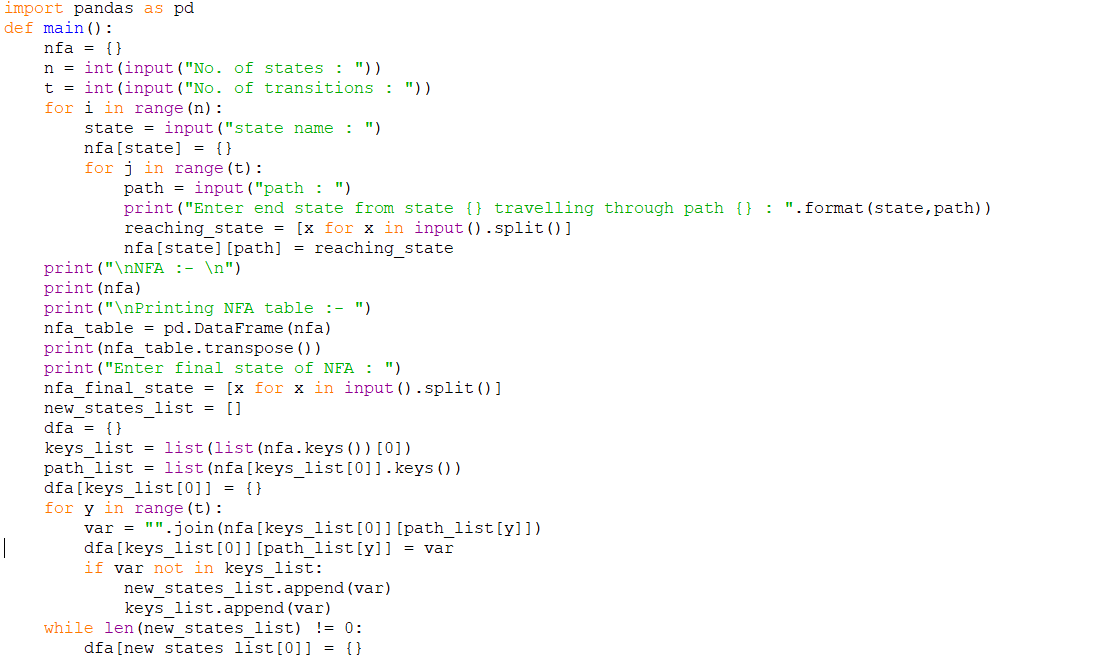 import pandas as pd
def main():
    nfa = {}
    n = int(input("No. of states : "))
    t = int(input("No. of transitions : "))
    for i in range(n):
        state = input("state name : ")
        nfa[state] = {}
        for j in range(t):
            path = input("path : ")
            print("Enter end state from state {} travelling through path {} : ".format(state,path))
            reaching_state = [x for x in input().split()]
            nfa[state][path] = reaching_state
    print("\nNFA :- \n")
    print(nfa)
    print("\nPrinting NFA table :- ")
    nfa_table = pd.DataFrame(nfa)
    print(nfa_table.transpose())
    print("Enter final state of NFA : ")
    nfa_final_state = [x for x in input().split()]
    new_states_list = []
    dfa = {}
    keys_list = list(list(nfa.keys())[0])
    path_list = list(nfa[keys_list[0]].keys())
    dfa[keys_list[0]] = {}
    for y in range(t):
        var = "".join(nfa[keys_list[0]][path_list[y]])
        dfa[keys_list[0]][path_list[y]] = var
        if var not in keys_list:
            new_states_list.append(var)
            keys_list.append(var)
    while len(new_states_list) != 0:
        dfa[new_states_list[0]] = {}